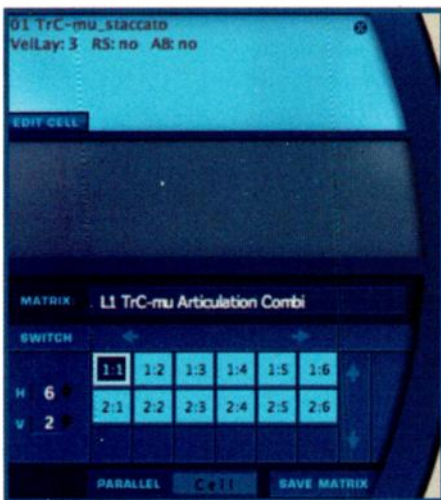 01 TrC-mu_staccato
VelLay: 3 RS: no AB: no
EDIT CELL
MATRIX: L1 TrC-mu Articulation Combi
SWITCH
1:1 1:2 1:3 1:4 1:5 1:6
H 6
2:1 2:2 2:3 2:4 2:5 2:6
V 2
PARALLEL Cell SAVE MATRIX